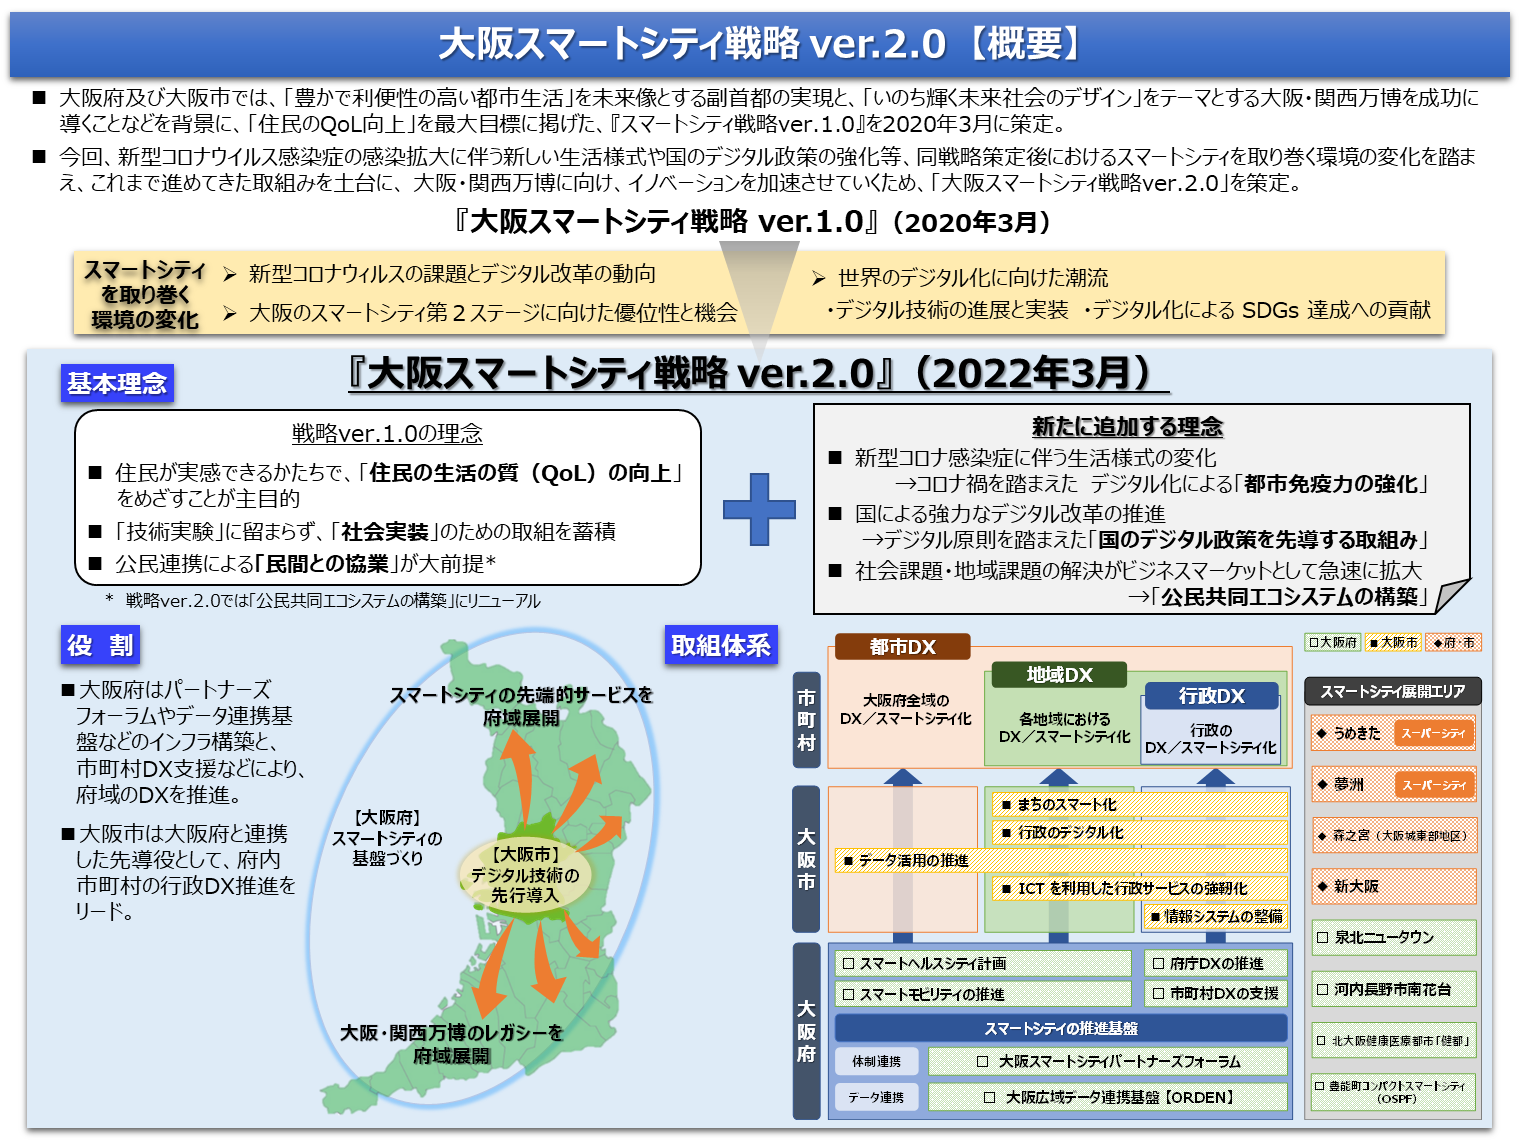 大阪スマートシティ戦略 ver.2.0【概要】
■ 大阪府及び大阪市では、「豊かで利便性の高い都市生活」を未来像とする副首都の実現と、「いのち輝く未来社会のデザイン」をテーマとする大阪・関西万博を成功に
導くことなどを背景に、「住民のQoL向上」を最大目標に掲げた、『スマートシティ戦略ver.1.0』を2020年3月に策定。
■ 今回、新型コロナウイルス感染症の感染拡大に伴う新しい生活様式や国のデジタル政策の強化等、同戦略策定後におけるスマートシティを取り巻く環境の変化を踏ま
え、これまで進めてきた取組みを土台に、大阪・関西万博に向け、イノベーションを加速させていくため、「大阪スマートシティ戦略ver.2.0」を策定。
『大阪スマートシティ戦略 ver.1.0』（2020年3月）
スマートシティ
を取り巻く
環境の変化
➢ 新型コロナウィルスの課題とデジタル改革の動向
➢ 大阪のスマートシティ第２ステージに向けた優位性と機会
➢ 世界のデジタル化に向けた潮流
・デジタル技術の進展と実装 ・デジタル化による SDGs 達成への貢献
『大阪スマートシティ戦略 ver.2.0』（2022年3月）
基本理念
戦略ver.1.0の理念
■ 住民が実感できるかたちで、「住民の生活の質（QoL）の向上」
をめざすことが主目的
■ 「技術実験」に留まらず、「社会実装」のための取組を蓄積
■ 公民連携による「民間との協業」が大前提*
* 戦略ver.2.0では「公民共同エコシステムの構築」にリニューアル
新たに追加する理念
■ 新型コロナ感染症に伴う生活様式の変化
→コロナ禍を踏まえた デジタル化による「都市免疫力の強化」
■ 国による強力なデジタル改革の推進
→デジタル原則を踏まえた「国のデジタル政策を先導する取組み」
■ 社会課題・地域課題の解決がビジネスマーケットとして急速に拡大
→「公民共同エコシステムの構築」
役 割
■大阪府はパートナーズ
フォーラムやデータ連携基
盤などのインフラ構築と、
市町村DX支援などにより、
府域のDXを推進。
■大阪市は大阪府と連携
した先導役として、府内
市町村の行政DX推進を
リード。
スマートシティの先端的サービスを
府域展開
【大阪府】
スマートシティの
基盤づくり
【大阪市】
デジタル技術の
先行導入
大阪・関西万博のレガシーを
府域展開
取組体系
□大阪府
■大阪市
◆府・市
市町村
都市DX
大阪府全域の
DX／スマートシティ化
地域DX
各地域における
DX／スマートシティ化
行政DX
行政の
DX／スマートシティ化
大阪市
■ まちのスマート化
■ 行政のデジタル化
■ データ活用の推進
■ ICT を利用した行政サービスの強靭化
■ 情報システムの整備
大阪府
□ スマートヘルスシティ計画
□ 府庁DXの推進
□ スマートモビリティの推進
□ 市町村DXの支援
スマートシティの推進基盤
体制連携
□ 大阪スマートシティパートナーズフォーラム
データ連携
□ 大阪広域データ連携基盤【ORDEN】
スマートシティ展開エリア
◆ うめきた
スーパーシティ
◆ 夢洲
スーパーシティ
◆ 森之宮（大阪城東部地区）
◆ 新大阪
□ 泉北ニュータウン
□ 河内長野市南花台
□ 北大阪健康医療都市「健都」
□ 豊能町コンパクトスマートシティ
（OSPF）